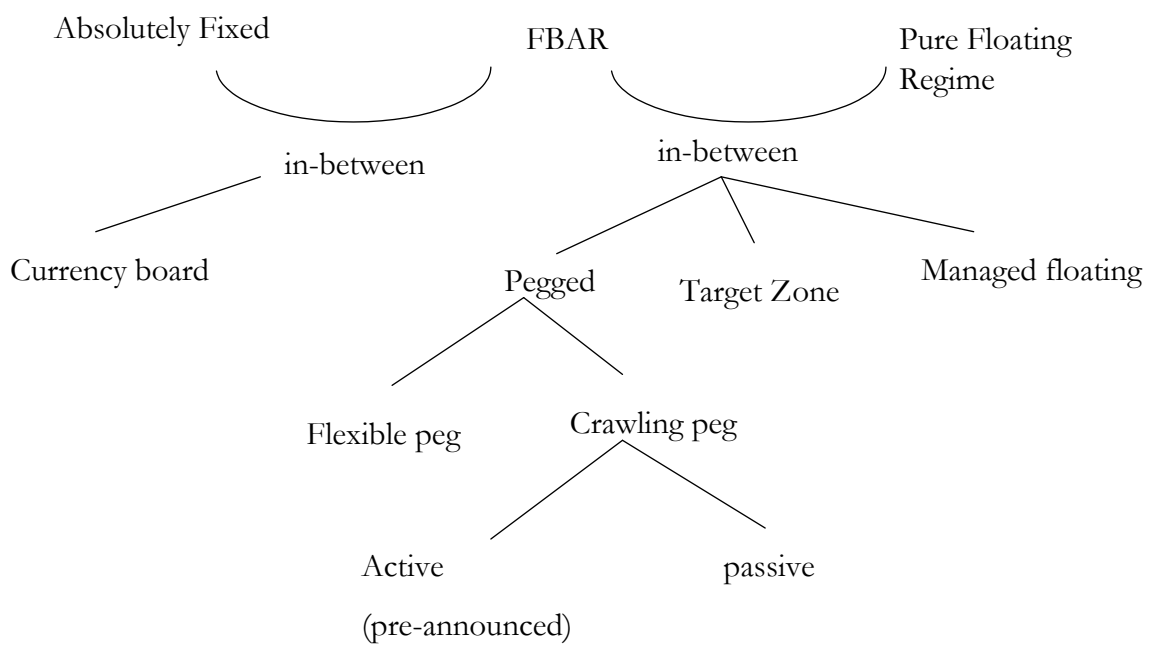 Absolutely Fixed
FBAR
Pure Floating
Regime
in-between
in-between
Currency board
Pegged
Target Zone
Managed floating
Flexible peg
Crawling peg
Active
passive
(pre-announced)